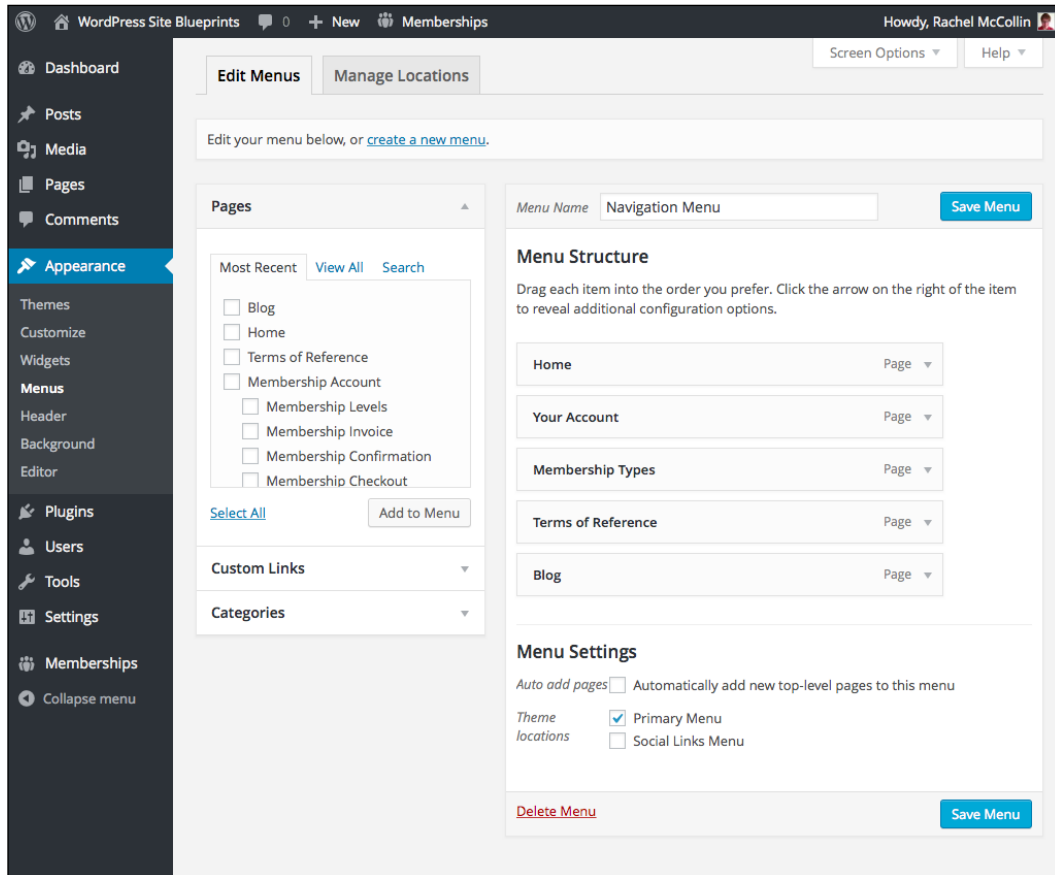 WordPress Site Blueprints 0 + New Memberships Howdy, Rachel McCollin
Dashboard
Posts
Media
Pages
Comments
Appearance
Themes
Customize
Widgets
Menus
Header
Background
Editor
Plugins
Users
Tools
Settings
Memberships
Collapse menu
Screen Options Help
Edit Menus Manage Locations
Edit your menu below, or create a new menu.
Pages
Most Recent View All Search
Blog
Home
Terms of Reference
Membership Account
Membership Levels
Membership Invoice
Membership Confirmation
Membership Checkout
Select All Add to Menu
Custom Links
Categories
Menu Name Navigation Menu Save Menu
Menu Structure
Drag each item into the order you prefer. Click the arrow on the right of the item
to reveal additional configuration options.
Home Page
Your Account Page
Membership Types Page
Terms of Reference Page
Blog Page
Menu Settings
Auto add pages Automatically add new top-level pages to this menu
Theme Primary Menu
locations Social Links Menu
Delete Menu Save Menu